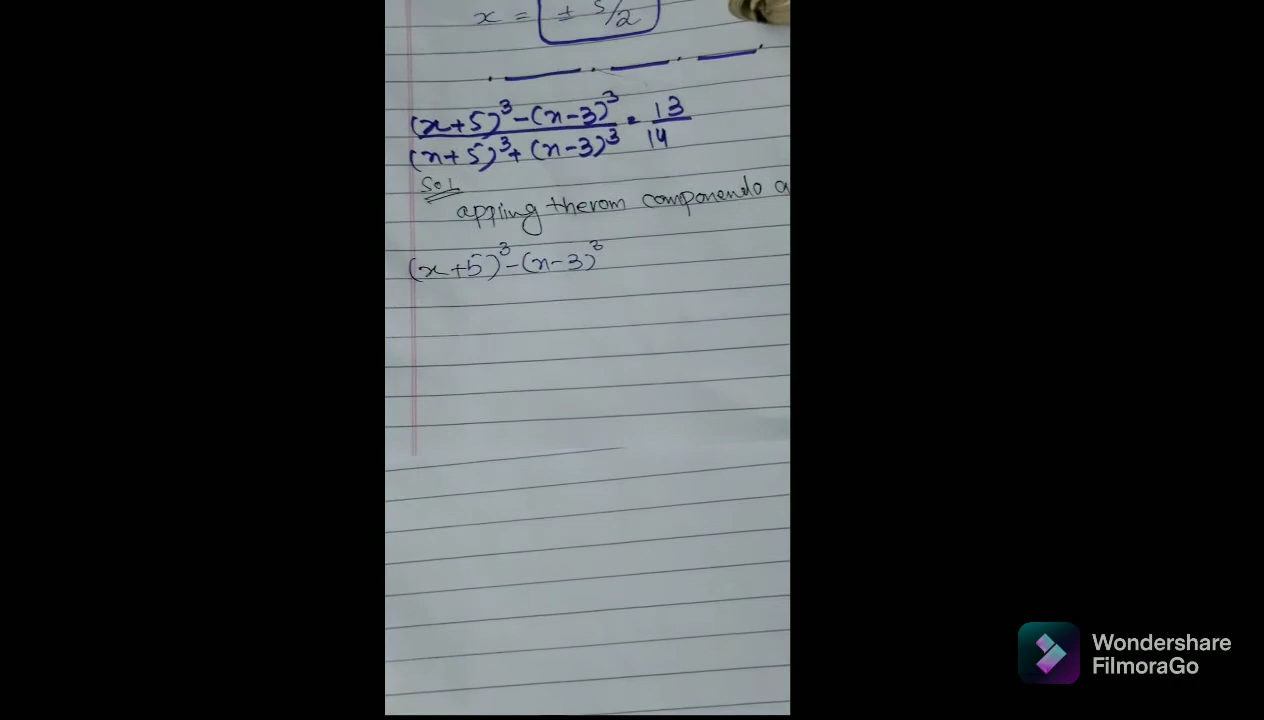 x = ± 5/2
(x+5)³-(x-3)³ = 13
(x+5)³+(x-3)³ 14
Sol
appling therom componendo a
(x+5)³-(x-3)³
Wondershare
FilmoraGo